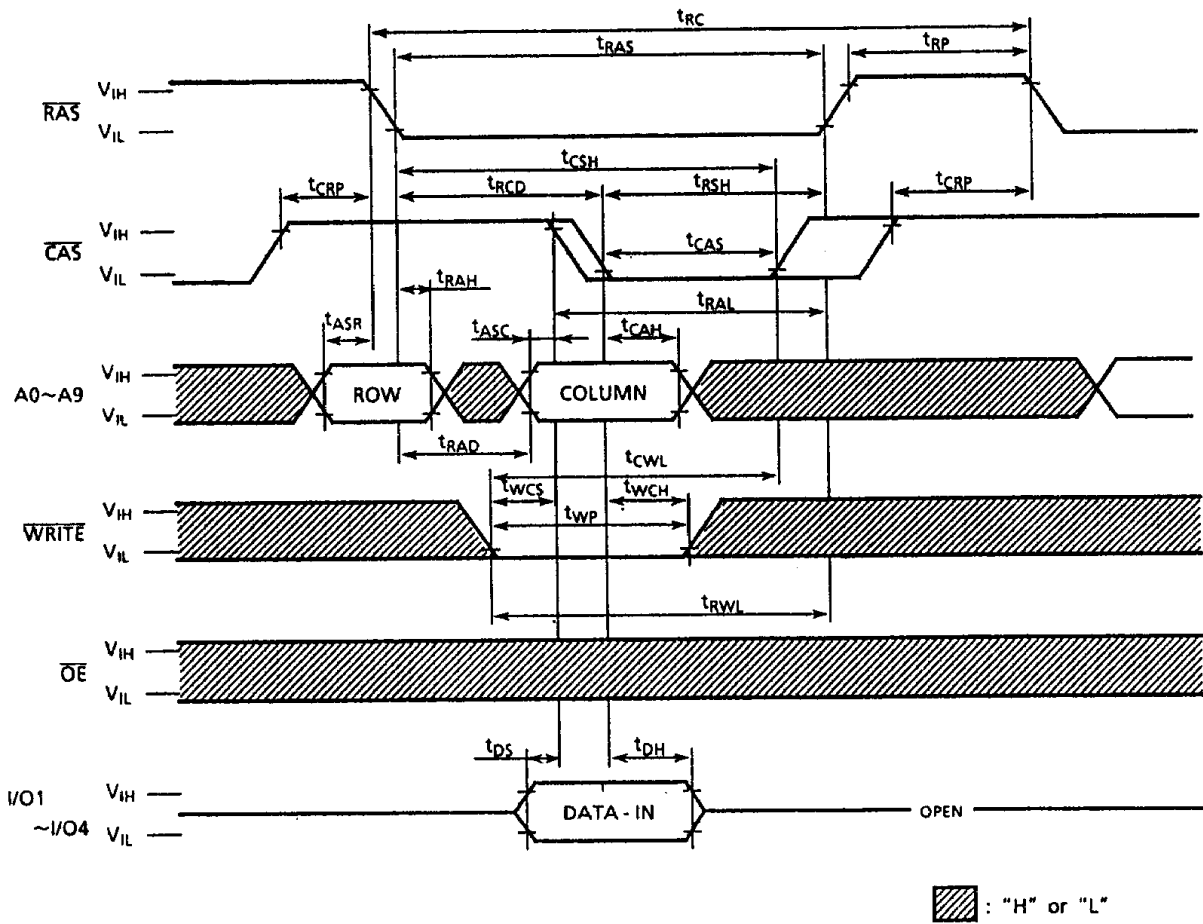 tRC
tRAS
tRP
RAS
VIH
VIL
tCSH
tCRP
tRCD
tRSH
tCRP
CAS
VIH
VIL
tCAS
tRAH
tRAL
tASR
tASC
tCAH
A0~A9
VIH
VIL
ROW
COLUMN
tRAD
tCWL
tWCS
tWCH
WRITE
VIH
VIL
tWP
tRWL
OE
VIH
VIL
tDS
tDH
I/O1
~I/O4
VIH
VIL
DATA - IN
OPEN
: "H" or "L"